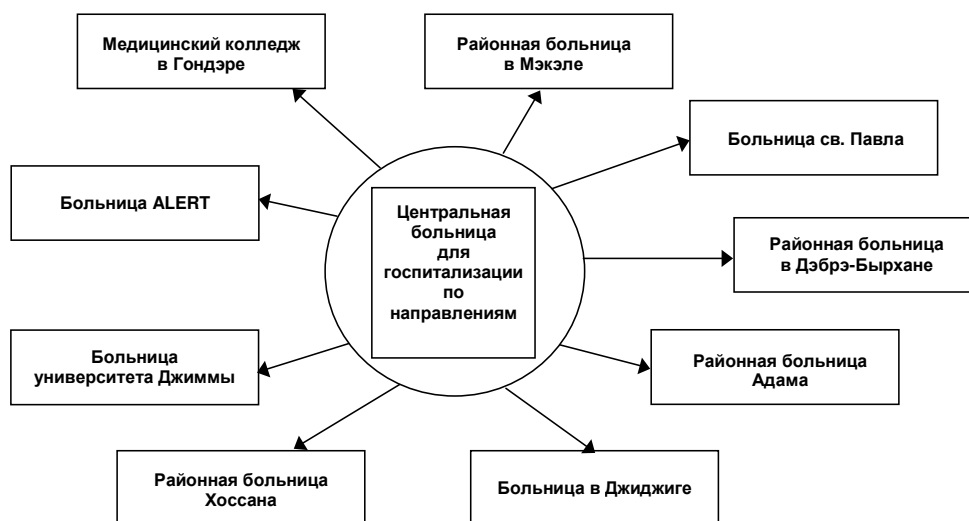 Медицинский колледж
в Гондэре
Районная больница
в Мэкэле
Больница св. Павла
Больница ALERT
Центральная
больница
для
госпитализации
по
направлениям
Районная больница
в Дэбрэ-Бырхане
Больница
университета Джиммы
Районная больница
Адама
Районная больница
Хоссана
Больница в Джиджиге